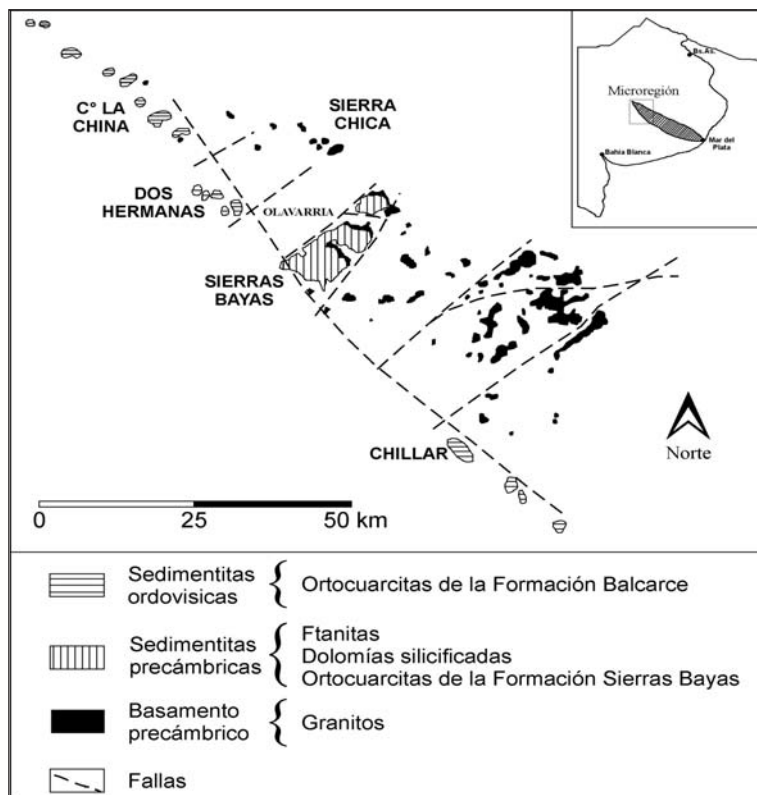 Bs.As.
Microregión
Mar del
Plata
Bahía Blanca
C° LA
CHINA
SIERRA
CHICA
DOS
HERMANAS
OLAVARRIA
SIERRAS
BAYAS
CHILLAR
Norte
0 25 50 km
Sedimentitas
ordovisicas
Ortocuarcitas de la Formación Balcarce
Sedimentitas
precámbricas
Ftanitas
Dolomías silicificadas
Ortocuarcitas de la Formación Sierras Bayas
Basamento
precámbrico
Granitos
Fallas